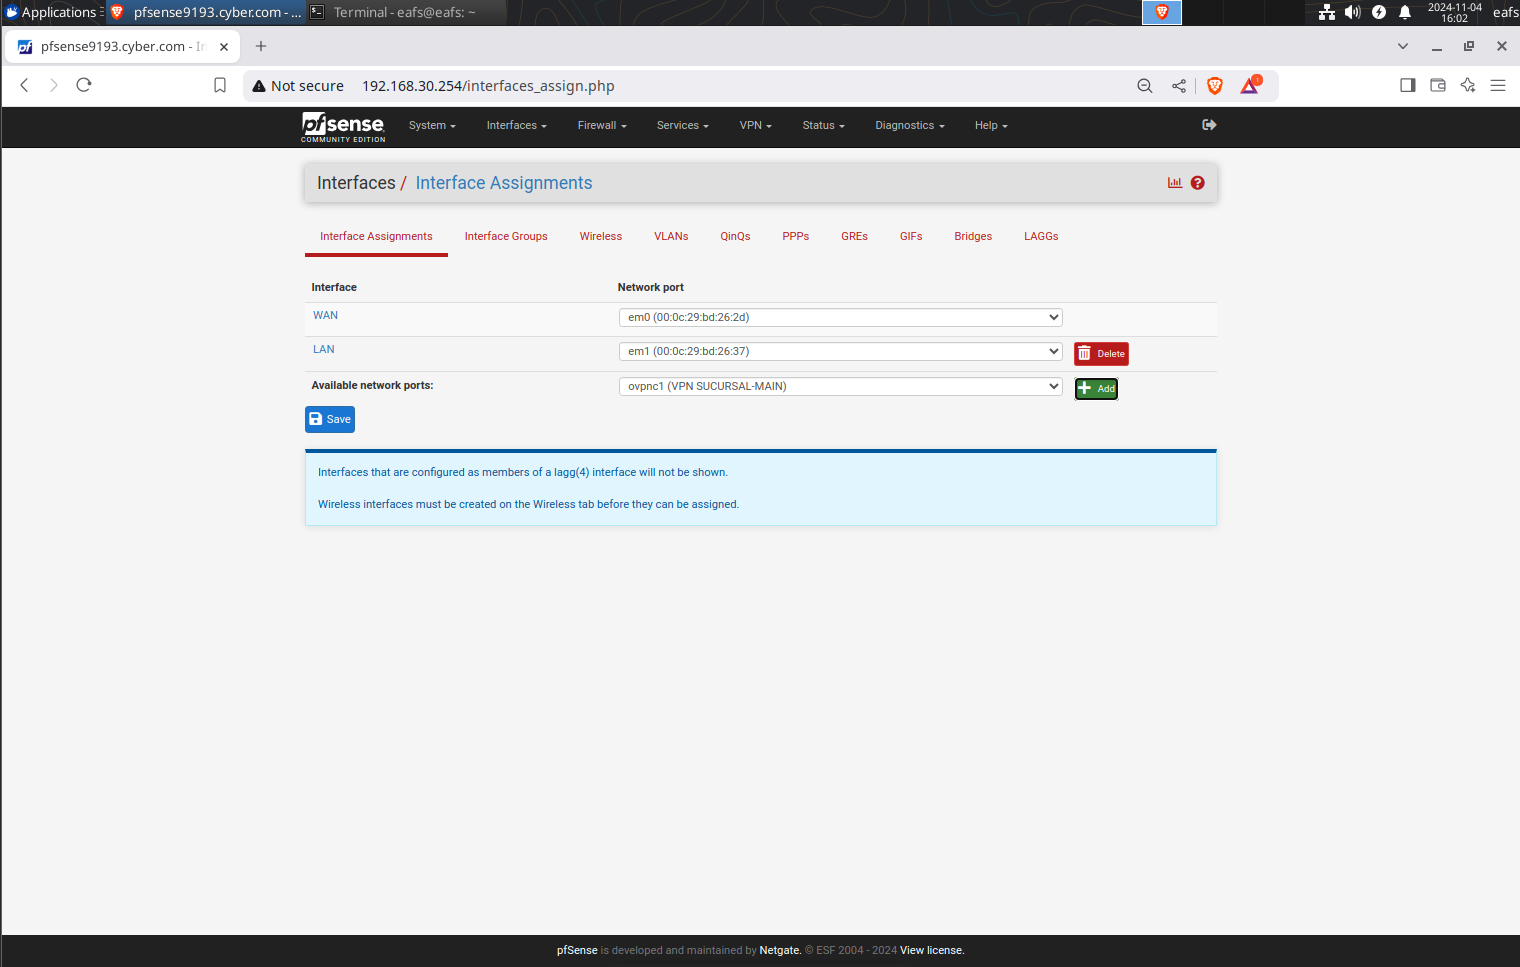 Applications
pfsense9193.cyber.com - ...
Terminal - eafs@eafs: ~
2024-11-04
16:02
eafs
pfsense9193.cyber.com - In
Not secure
192.168.30.254/interfaces_assign.php
1
pfsense
COMMUNITY EDITION
System
Interfaces
Firewall
Services
VPN
Status
Diagnostics
Help
Interfaces / Interface Assignments
Interface Assignments
Interface Groups
Wireless
VLANs
QinQs
PPPs
GREs
GIFs
Bridges
LAGGs
Interface
Network port
WAN
em0 (00:0c:29:bd:26:2d)
LAN
em1 (00:0c:29:bd:26:37)
Delete
Available network ports:
ovpnc1 (VPN SUCURSAL-MAIN)
Add
Save
Interfaces that are configured as members of a lagg(4) interface will not be shown.
Wireless interfaces must be created on the Wireless tab before they can be assigned.
pfSense is developed and maintained by Netgate. © ESF 2004 - 2024 View license.